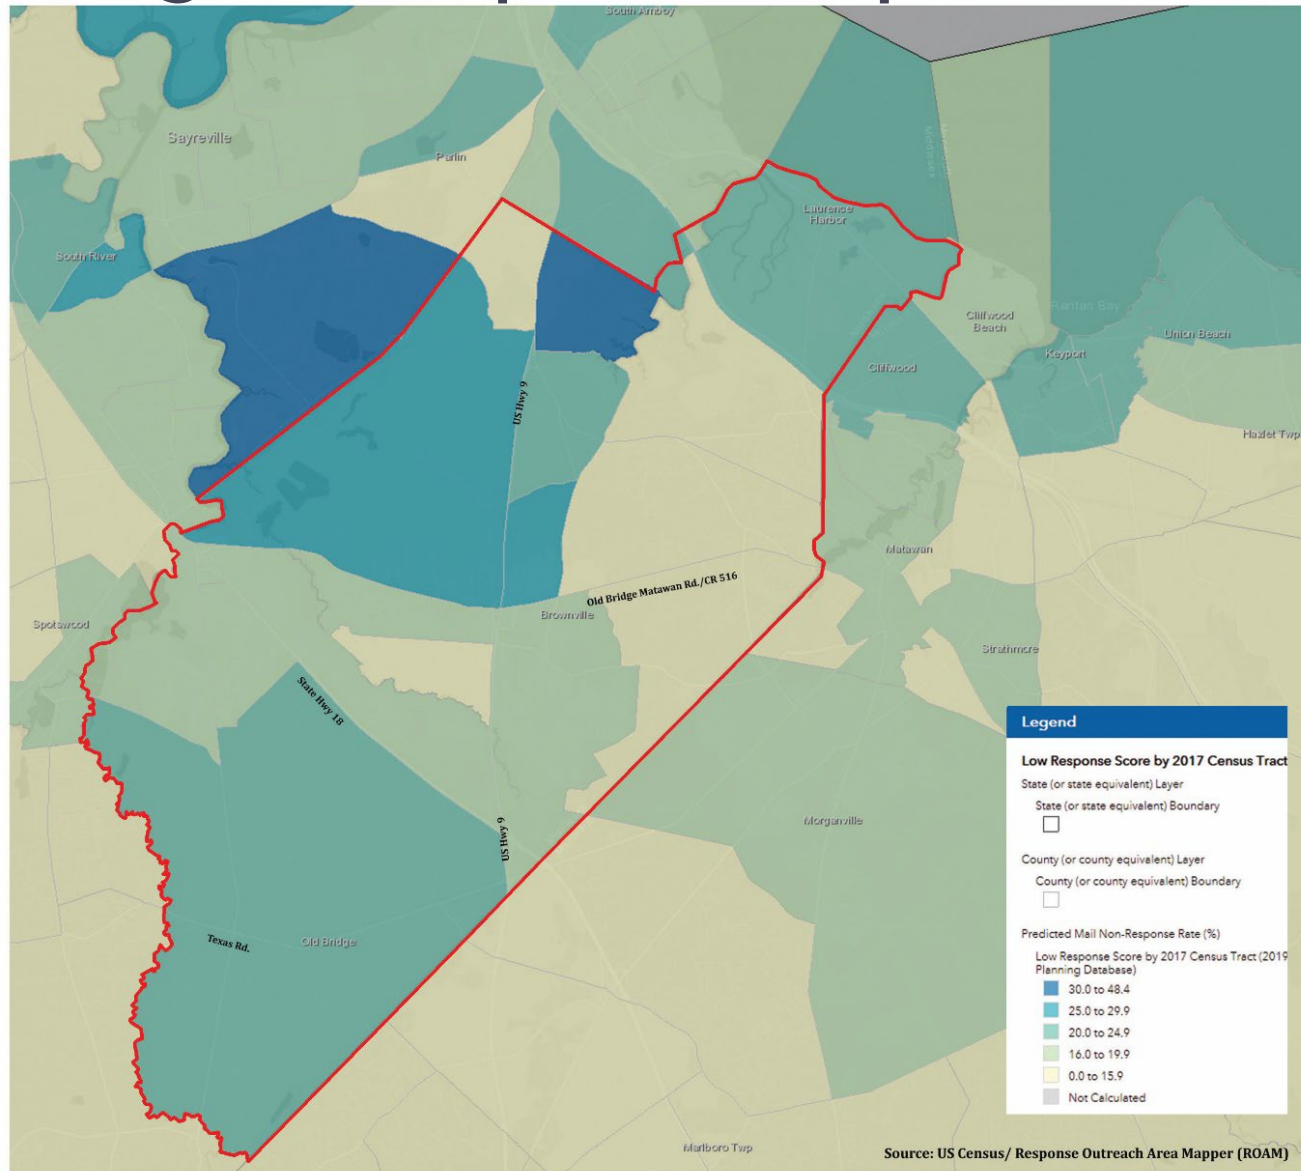 South Amboy
Sayreville
Parlin
Middlesex
Laurence
Harbor
South River
Raritan Bay
Cliffwood
Beach
Union Beach
Keyport
Cliffwood
US Hwy 9
Hazlet Twp
Matawan
Old Bridge Matawan Rd./CR 516
Brownville
Spotswood
Strathmore
State Hwy 18
Morganville
US Hwy 9
Texas Rd.
Old Bridge
Marlboro Twp
Legend
Low Response Score by 2017 Census Tract
State (or state equivalent) Layer
State (or state equivalent) Boundary
County (or county equivalent) Layer
County (or county equivalent) Boundary
Predicted Mail Non-Response Rate (%)
Low Response Score by 2017 Census Tract (2019
Planning Database)
30.0 to 48.4
25.0 to 29.9
20.0 to 24.9
16.0 to 19.9
0.0 to 15.9
Not Calculated
Source: US Census/ Response Outreach Area Mapper (ROAM)